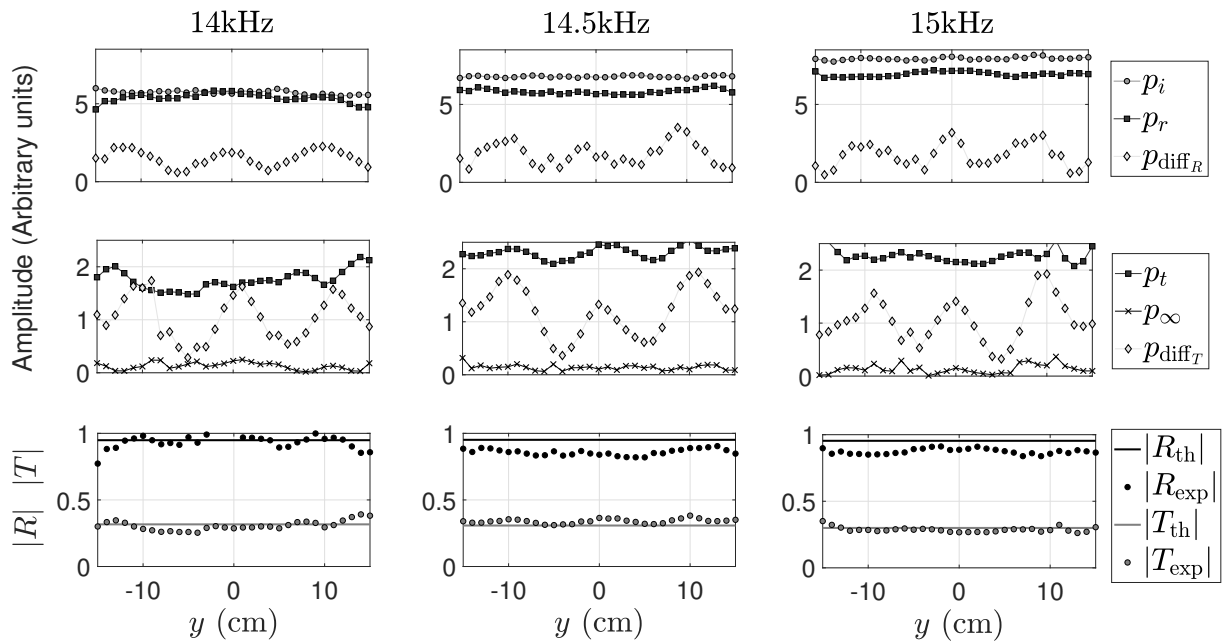 14kHz 14.5kHz 15kHz
Amplitude (Arbitrary units)
5 5 5
0 0 0
p_i
p_r
p_diff_R
2 2 2
1 1 1
0 0 0
p_t
p_∞
p_diff_T
|R| |T|
1 1 1
0.5 0.5 0.5
0 0 0
|R_th|
|R_exp|
|T_th|
|T_exp|
-10 0 10 -10 0 10 -10 0 10
y (cm) y (cm) y (cm)